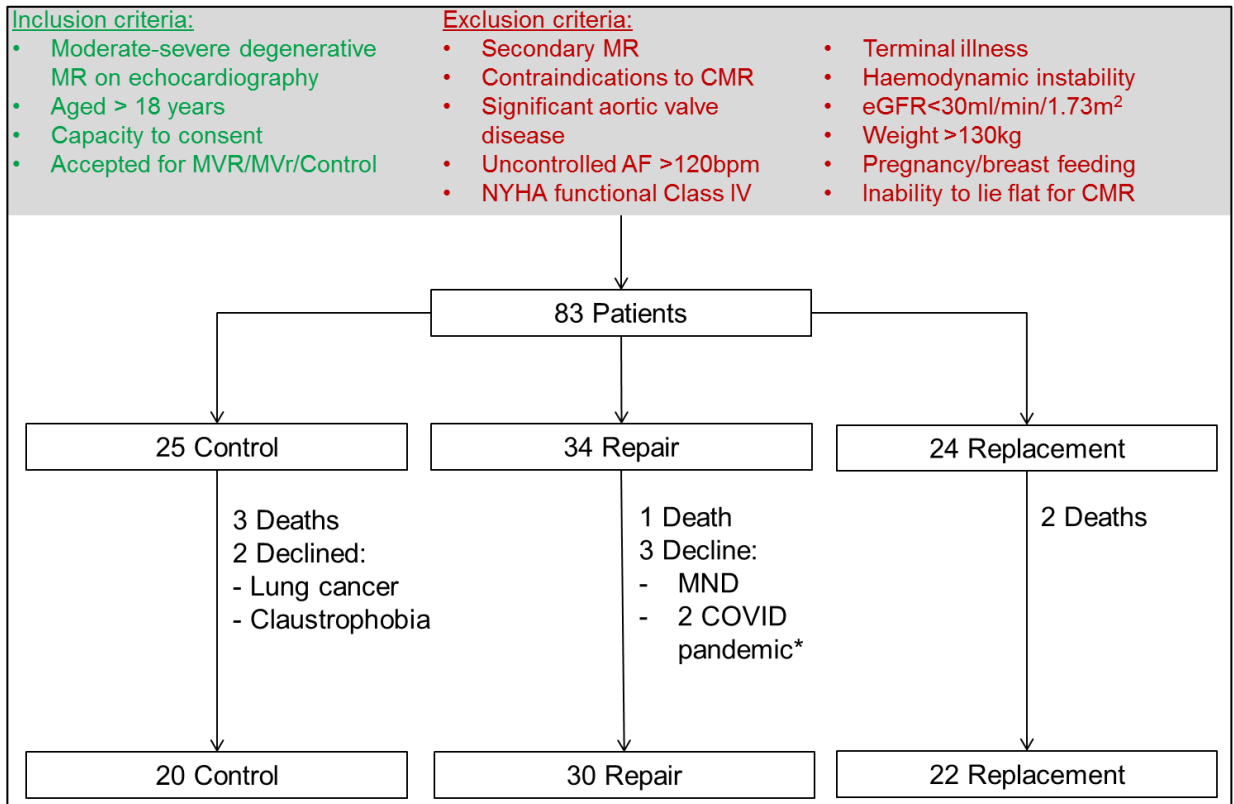 Inclusion criteria:
• Moderate-severe degenerative
MR on echocardiography
• Aged > 18 years
• Capacity to consent
• Accepted for MVR/MVr/Control
Exclusion criteria:
• Secondary MR
• Contraindications to CMR
• Significant aortic valve
disease
• Uncontrolled AF >120bpm
• NYHA functional Class IV
• Terminal illness
• Haemodynamic instability
• eGFR<30ml/min/1.73m²
• Weight >130kg
• Pregnancy/breast feeding
• Inability to lie flat for CMR
83 Patients
25 Control
34 Repair
24 Replacement
3 Deaths
2 Declined:
- Lung cancer
- Claustrophobia
1 Death
3 Decline:
- MND
- 2 COVID
pandemic*
2 Deaths
20 Control
30 Repair
22 Replacement